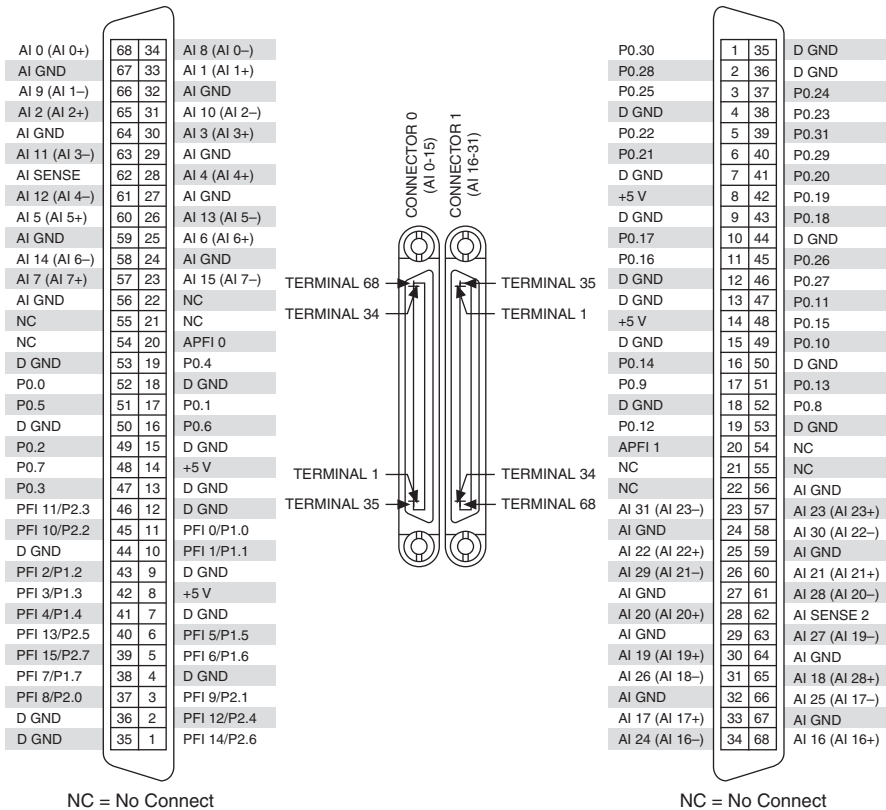 AI 0 (AI 0+) 68 34 AI 8 (AI 0–)
AI GND 67 33 AI 1 (AI 1+)
AI 9 (AI 1–) 66 32 AI GND
AI 2 (AI 2+) 65 31 AI 10 (AI 2–)
AI GND 64 30 AI 3 (AI 3+)
AI 11 (AI 3–) 63 29 AI GND
AI SENSE 62 28 AI 4 (AI 4+)
AI 12 (AI 4–) 61 27 AI GND
AI 5 (AI 5+) 60 26 AI 13 (AI 5–)
AI GND 59 25 AI 6 (AI 6+)
AI 14 (AI 6–) 58 24 AI GND
AI 7 (AI 7+) 57 23 AI 15 (AI 7–)
AI GND 56 22 NC
NC 55 21 NC
NC 54 20 APFI 0
D GND 53 19 P0.4
P0.0 52 18 D GND
P0.5 51 17 P0.1
D GND 50 16 P0.6
P0.2 49 15 D GND
P0.7 48 14 +5 V
P0.3 47 13 D GND
PFI 11/P2.3 46 12 D GND
PFI 10/P2.2 45 11 PFI 0/P1.0
D GND 44 10 PFI 1/P1.1
PFI 2/P1.2 43 9 D GND
PFI 3/P1.3 42 8 +5 V
PFI 4/P1.4 41 7 D GND
PFI 13/P2.5 40 6 PFI 5/P1.5
PFI 15/P2.7 39 5 PFI 6/P1.6
PFI 7/P1.7 38 4 D GND
PFI 8/P2.0 37 3 PFI 9/P2.1
D GND 36 2 PFI 12/P2.4
D GND 35 1 PFI 14/P2.6
NC = No Connect
CONNECTOR 0
(AI 0-15)
CONNECTOR 1
(AI 16-31)
TERMINAL 68
TERMINAL 35
TERMINAL 34
TERMINAL 1
TERMINAL 1
TERMINAL 34
TERMINAL 35
TERMINAL 68
P0.30 1 35 D GND
P0.28 2 36 D GND
P0.25 3 37 P0.24
D GND 4 38 P0.23
P0.22 5 39 P0.31
P0.21 6 40 P0.29
D GND 7 41 P0.20
+5 V 8 42 P0.19
D GND 9 43 P0.18
P0.17 10 44 D GND
P0.16 11 45 P0.26
D GND 12 46 P0.27
D GND 13 47 P0.11
+5 V 14 48 P0.15
D GND 15 49 P0.10
P0.14 16 50 D GND
P0.9 17 51 P0.13
D GND 18 52 P0.8
P0.12 19 53 D GND
APFI 1 20 54 NC
NC 21 55 NC
NC 22 56 AI GND
AI 31 (AI 23–) 23 57 AI 23 (AI 23+)
AI GND 24 58 AI 30 (AI 22–)
AI 22 (AI 22+) 25 59 AI GND
AI 29 (AI 21–) 26 60 AI 21 (AI 21+)
AI GND 27 61 AI 28 (AI 20–)
AI 20 (AI 20+) 28 62 AI SENSE 2
AI GND 29 63 AI 27 (AI 19–)
AI 19 (AI 19+) 30 64 AI GND
AI 26 (AI 18–) 31 65 AI 18 (AI 28+)
AI GND 32 66 AI 25 (AI 17–)
AI 17 (AI 17+) 33 67 AI GND
AI 24 (AI 16–) 34 68 AI 16 (AI 16+)
NC = No Connect